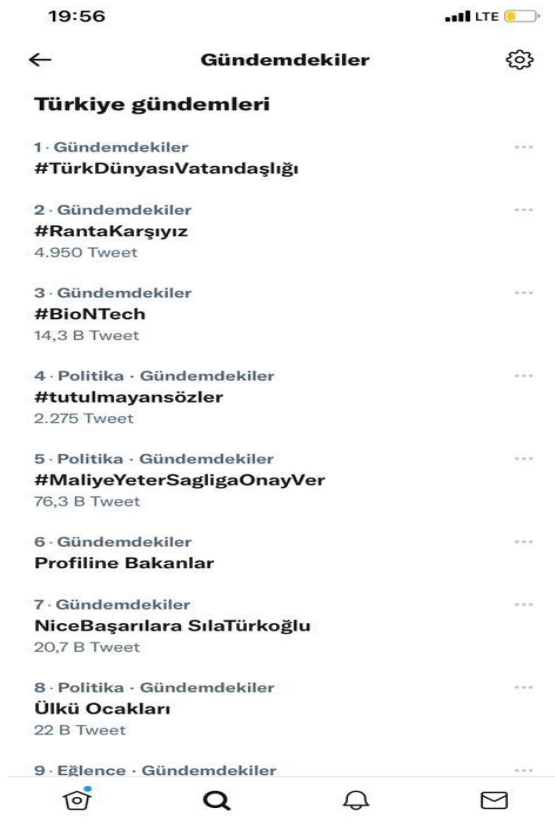 19:56
LTE
Gündemdekiler
Türkiye gündemleri
1 · Gündemdekiler
#TürkDünyasıVatandaşlığı
2 · Gündemdekiler
#RantaKarşıyız
4.950 Tweet
3 · Gündemdekiler
#BioNTech
14,3 B Tweet
4 · Politika · Gündemdekiler
#tutulmayansözler
2.275 Tweet
5 · Politika · Gündemdekiler
#MaliyeYeterSagligaOnayVer
76,3 B Tweet
6 · Gündemdekiler
Profiline Bakanlar
7 · Gündemdekiler
NiceBaşarılara SılaTürkoğlu
20,7 B Tweet
8 · Politika · Gündemdekiler
Ülkü Ocakları
22 B Tweet
9 · Eğlence · Gündemdekiler